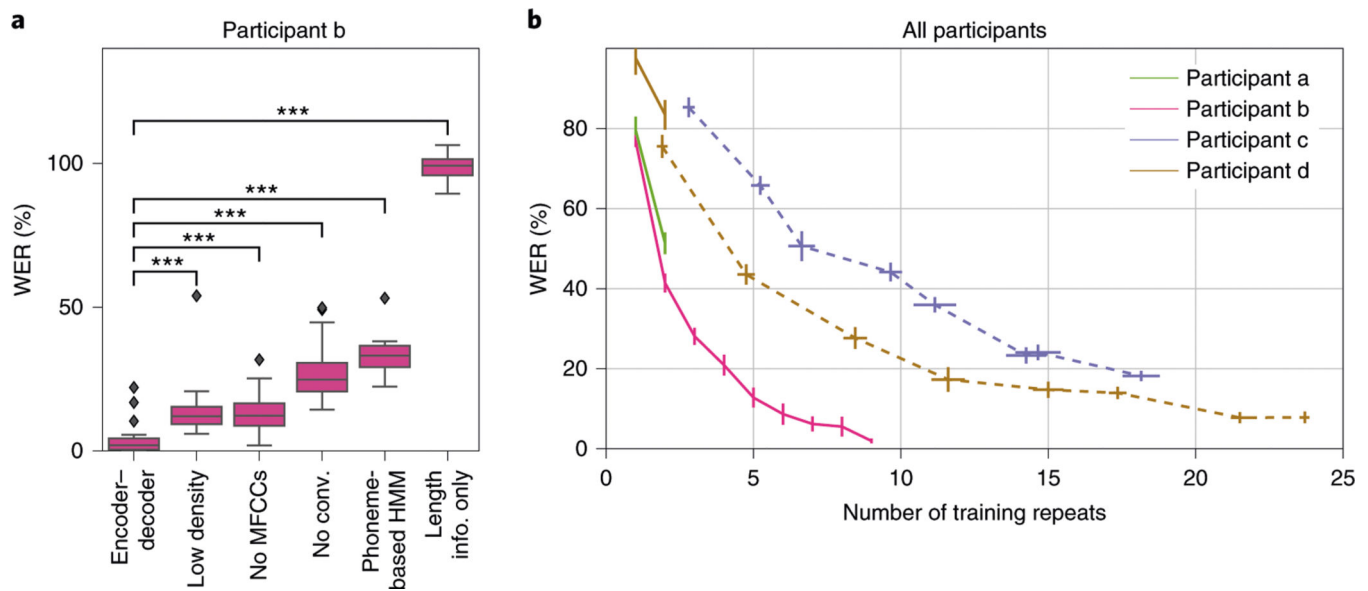 a
Participant b
WER (%)
100
50
0
***
***
***
***
***
Encoder–
decoder
Low density
No MFCCs
No conv.
Phoneme-
based HMM
Length
info. only
b
All participants
WER (%)
80
60
40
20
0
0
5
10
15
20
25
Number of training repeats
Participant a
Participant b
Participant c
Participant d